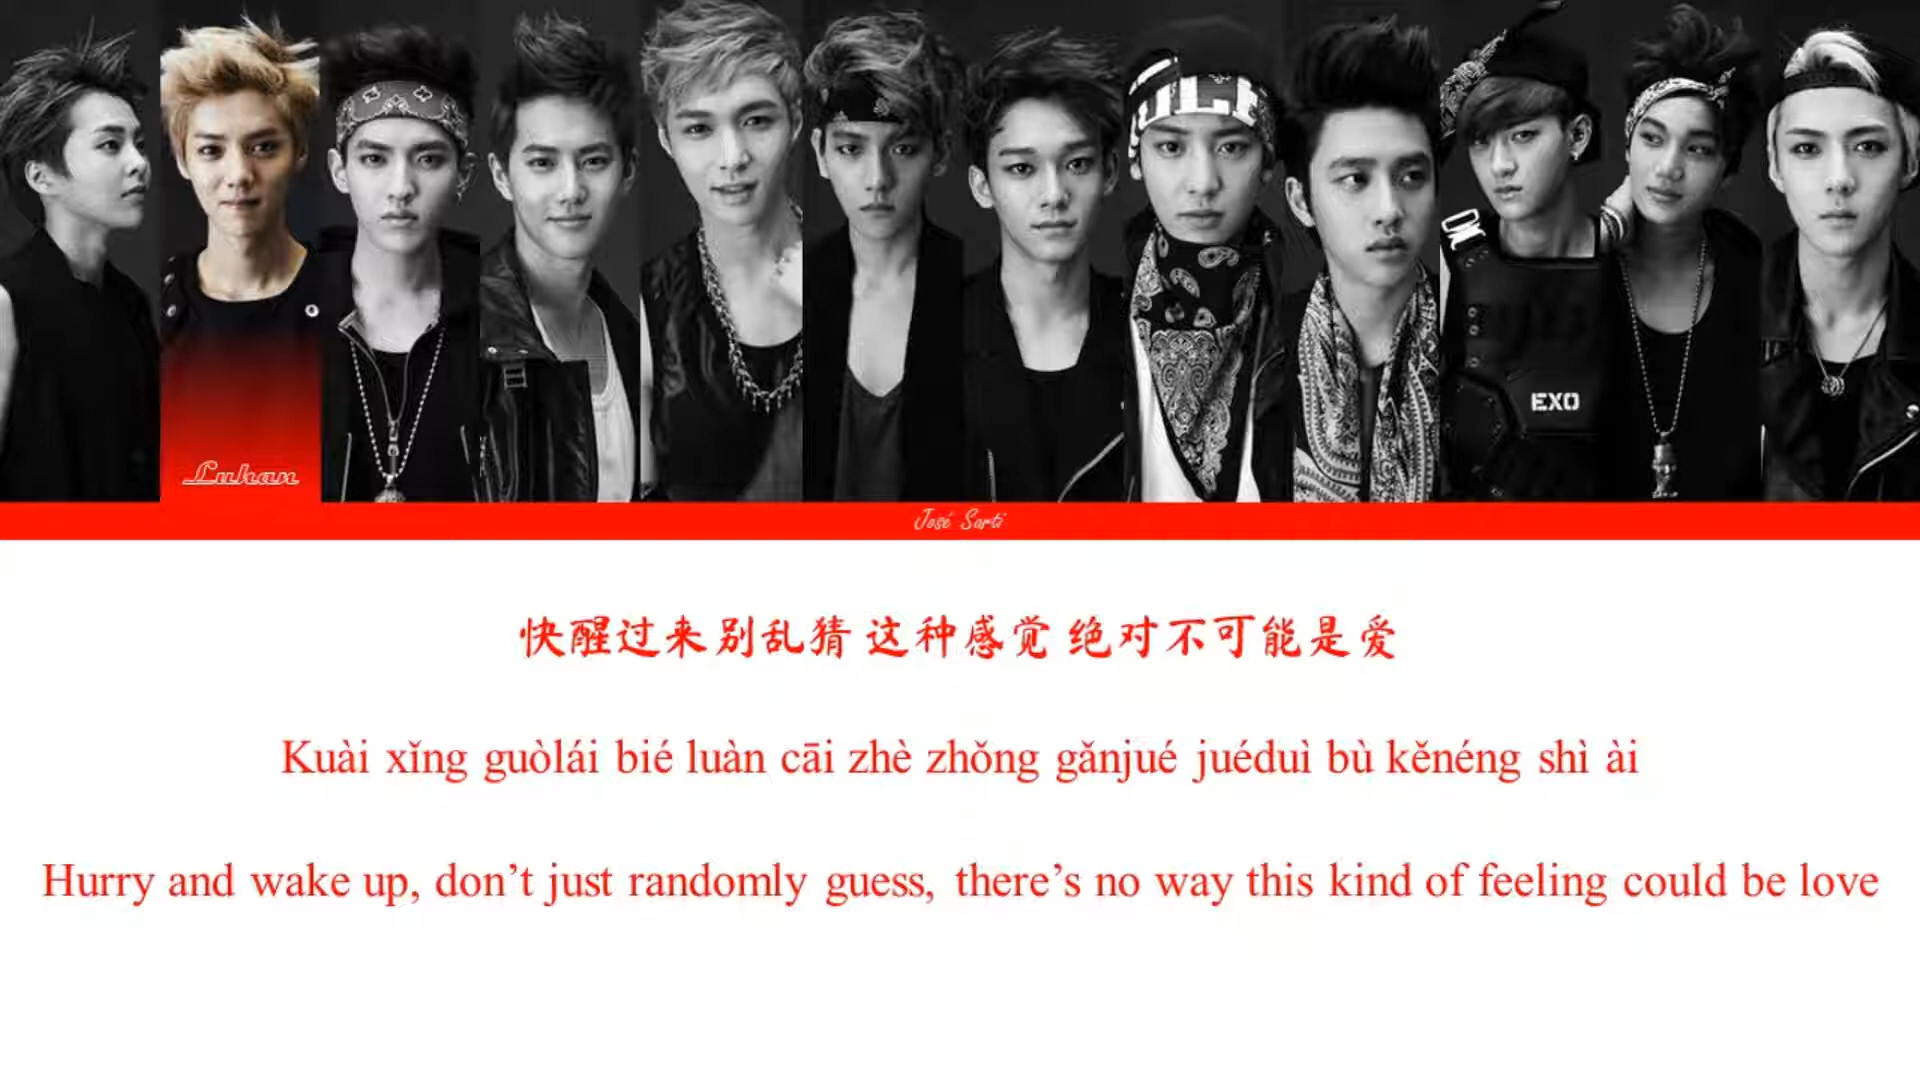 Luhan
EXO
José Sarti
快醒过来别乱猜 这种感觉 绝对不可能是爱
Kuài xǐng guòlái bié luàn cāi zhè zhǒng gǎnjué juéduì bù kěnéng shì ài
Hurry and wake up, don’t just randomly guess, there’s no way this kind of feeling could be love